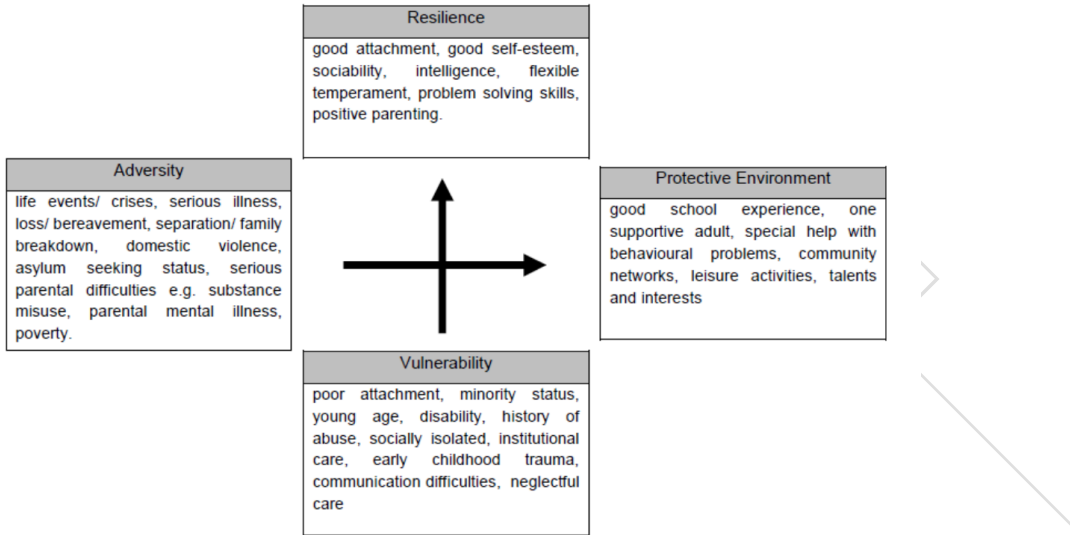 Resilience
good attachment, good self-esteem,
sociability, intelligence, flexible
temperament, problem solving skills,
positive parenting.
Adversity
life events/ crises, serious illness,
loss/ bereavement, separation/ family
breakdown, domestic violence,
asylum seeking status, serious
parental difficulties e.g. substance
misuse, parental mental illness,
poverty.
Protective Environment
good school experience, one
supportive adult, special help with
behavioural problems, community
networks, leisure activities, talents
and interests
Vulnerability
poor attachment, minority status,
young age, disability, history of
abuse, socially isolated, institutional
care, early childhood trauma,
communication difficulties, neglectful
care